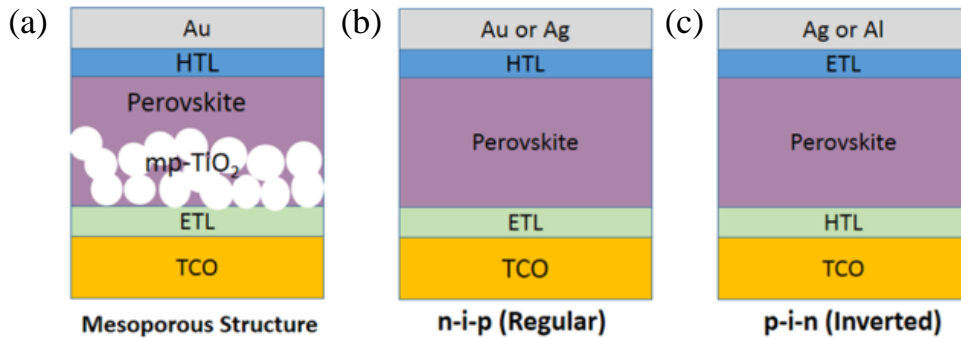 (a)
Au
HTL
Perovskite
mp-TiO₂
ETL
TCO
Mesoporous Structure
(b)
Au or Ag
HTL
Perovskite
ETL
TCO
n-i-p (Regular)
(c)
Ag or Al
ETL
Perovskite
HTL
TCO
p-i-n (Inverted)